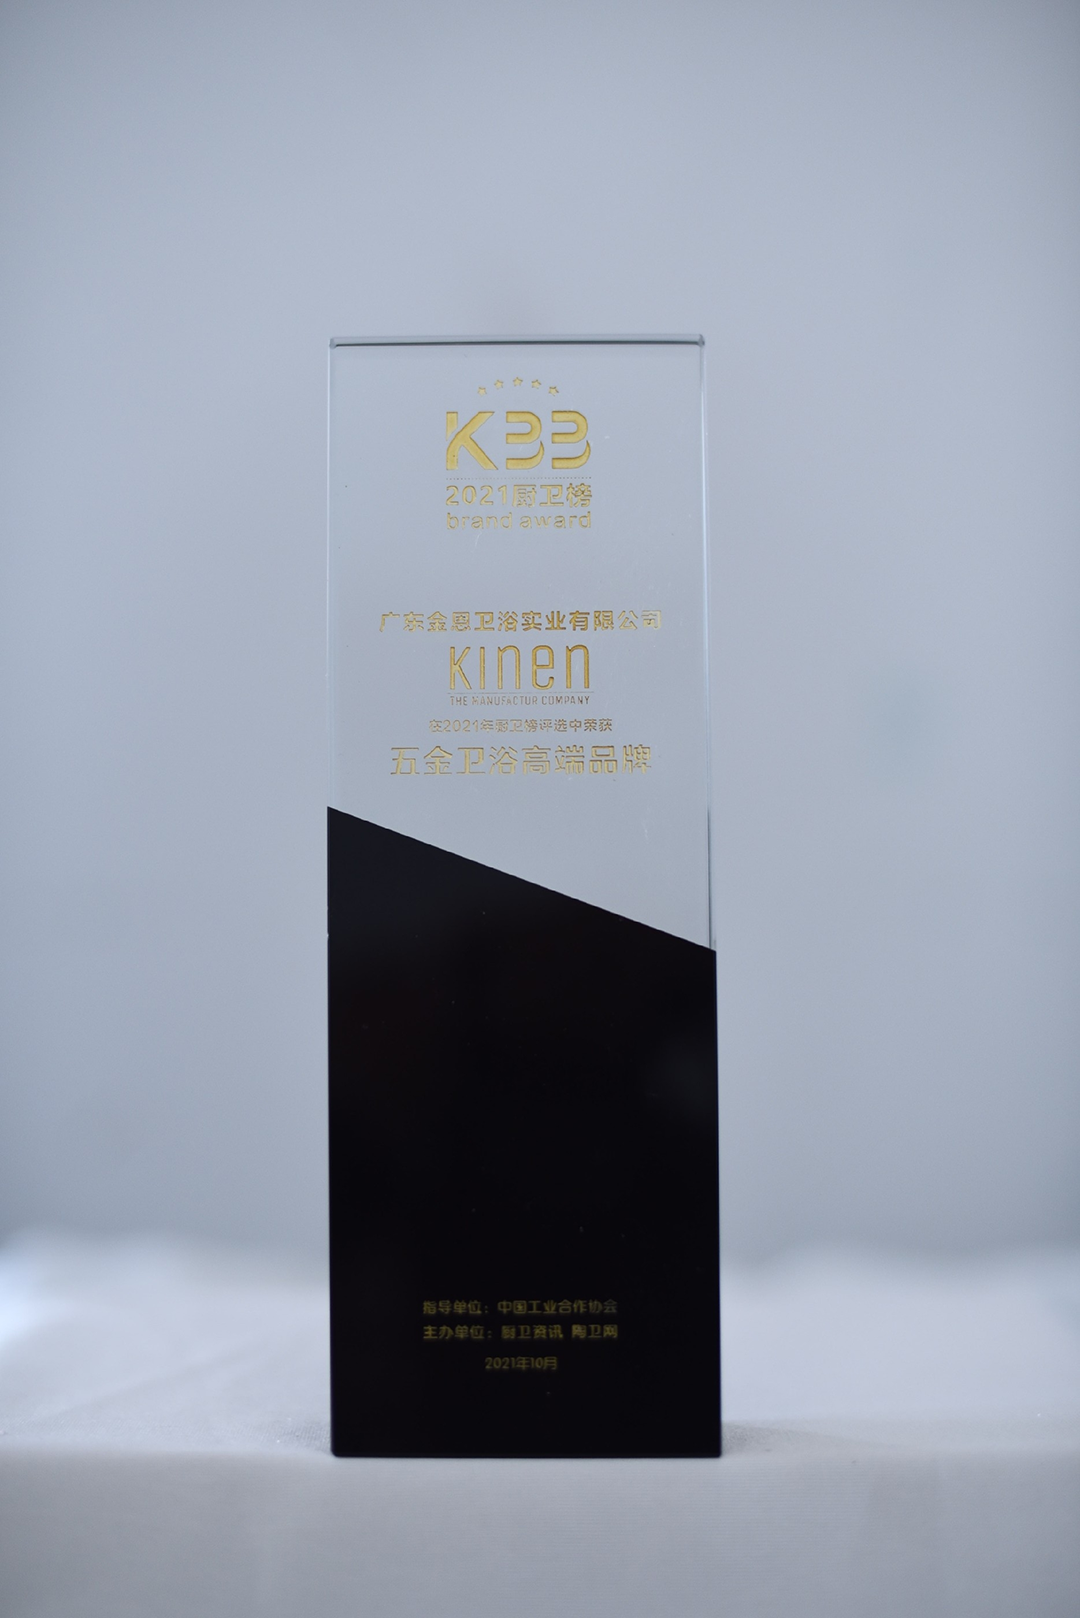 KBB
2021厨卫榜
brand award
广东金恩卫浴实业有限公司
KINEN
THE MANUFACTUR COMPANY
在2021年厨卫榜评选中荣获
五金卫浴高端品牌
指导单位：中国工业合作协会
主办单位：厨卫资讯 陶卫网
2021年10月